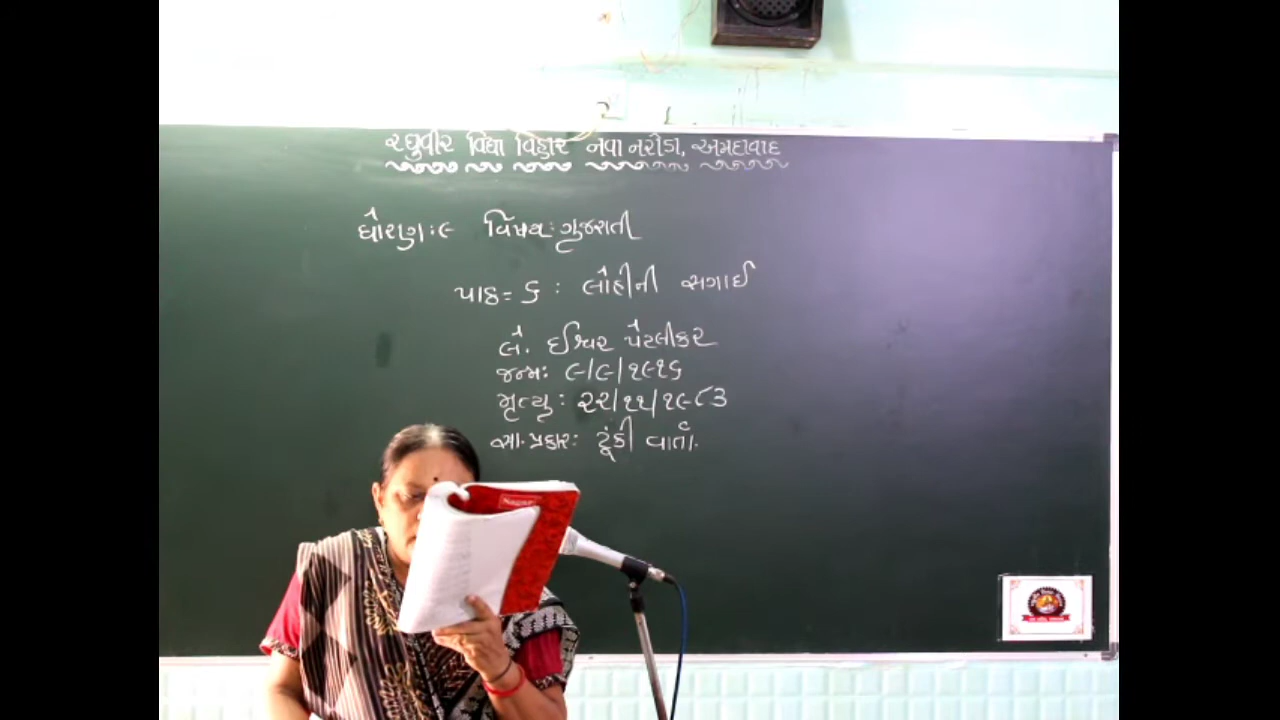 રઘુવીર વિદ્યા વિહાર નવા નરોડા, અમદાવાદ
ધોરણ: ૯ વિષય: ગુજરાતી
પાઠ = ૬ : લોહીની સગાઈ
લે. ઈશ્વર પેટલીકર
જન્મ: ૯/૯/૧૯૧૬
મૃત્યુ: ૨૨/૧૧/૧૯૮૩
સા. પ્રકાર: ટૂંકી વાર્તા.